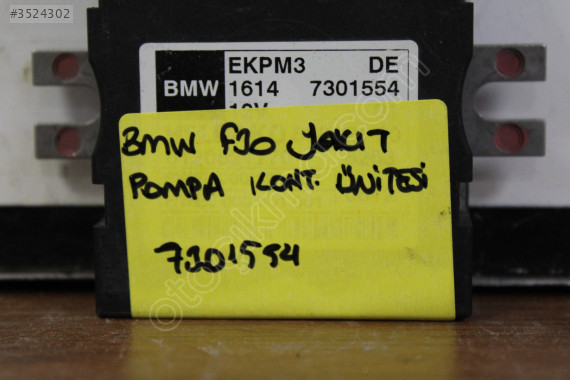 #3524302
EKPM3 DE
BMW 1614 7301554
BMW F10 YAKIT
POMPA KONT. ÜNİTESİ
7301554